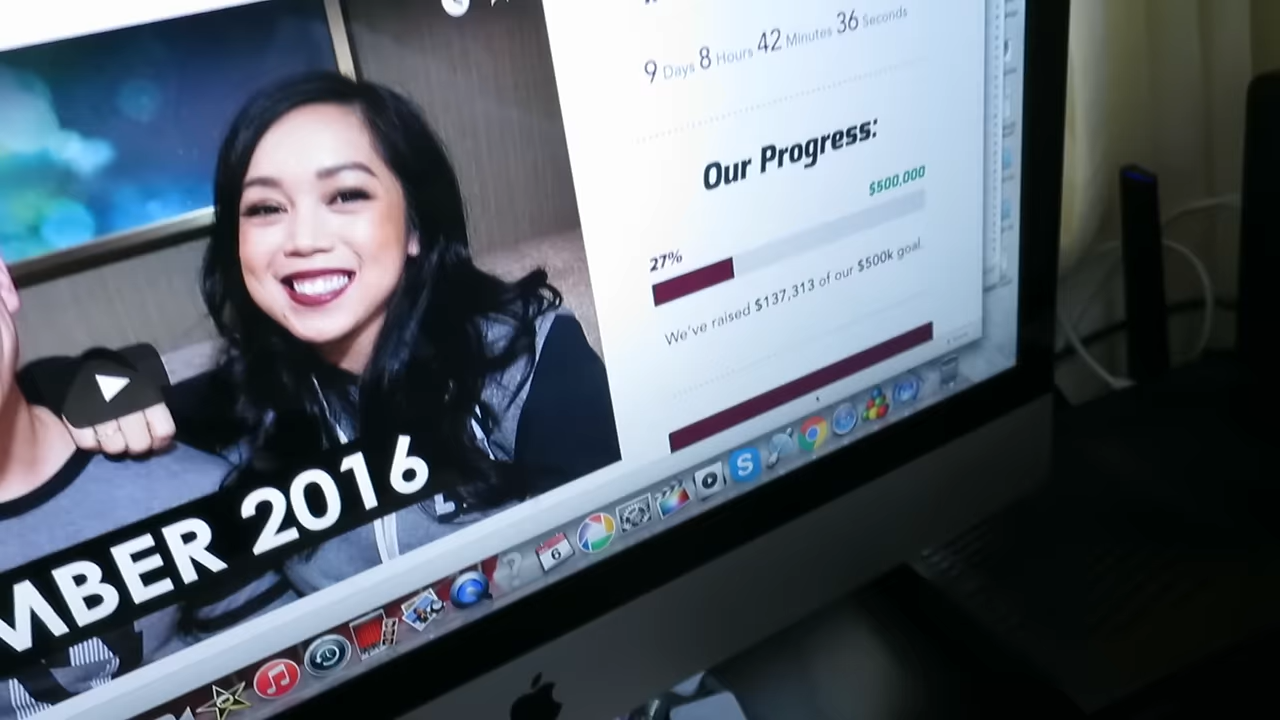 9 Days 8 Hours 42 Minutes 36 Seconds
Our Progress:
$500,000
27%
We've raised $137,313 of our $500k goal.
MBER 2016
6
S